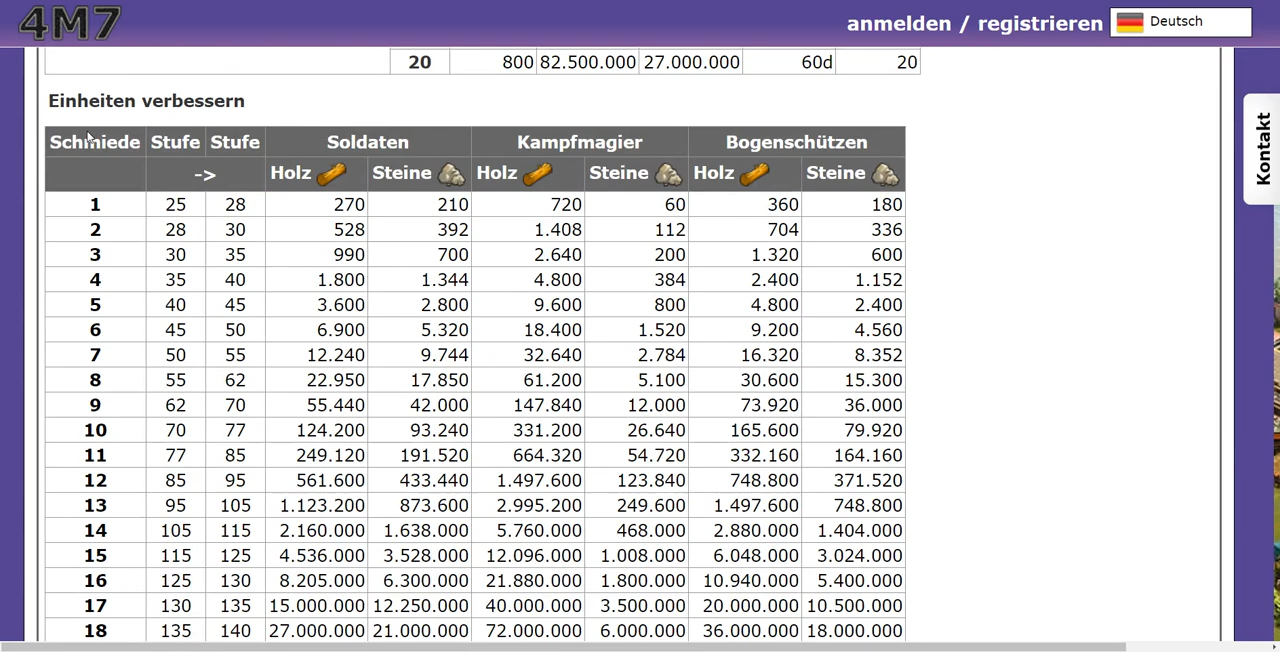 4M7
anmelden / registrieren
Deutsch
20 800 82.500.000 27.000.000 60d 20
Einheiten verbessern
Schmiede Stufe Stufe Soldaten Kampfmagier Bogenschützen
-> Holz Steine Holz Steine Holz Steine
1 25 28 270 210 720 60 360 180
2 28 30 528 392 1.408 112 704 336
3 30 35 990 700 2.640 200 1.320 600
4 35 40 1.800 1.344 4.800 384 2.400 1.152
5 40 45 3.600 2.800 9.600 800 4.800 2.400
6 45 50 6.900 5.320 18.400 1.520 9.200 4.560
7 50 55 12.240 9.744 32.640 2.784 16.320 8.352
8 55 62 22.950 17.850 61.200 5.100 30.600 15.300
9 62 70 55.440 42.000 147.840 12.000 73.920 36.000
10 70 77 124.200 93.240 331.200 26.640 165.600 79.920
11 77 85 249.120 191.520 664.320 54.720 332.160 164.160
12 85 95 561.600 433.440 1.497.600 123.840 748.800 371.520
13 95 105 1.123.200 873.600 2.995.200 249.600 1.497.600 748.800
14 105 115 2.160.000 1.638.000 5.760.000 468.000 2.880.000 1.404.000
15 115 125 4.536.000 3.528.000 12.096.000 1.008.000 6.048.000 3.024.000
16 125 130 8.205.000 6.300.000 21.880.000 1.800.000 10.940.000 5.400.000
17 130 135 15.000.000 12.250.000 40.000.000 3.500.000 20.000.000 10.500.000
18 135 140 27.000.000 21.000.000 72.000.000 6.000.000 36.000.000 18.000.000
Kontakt